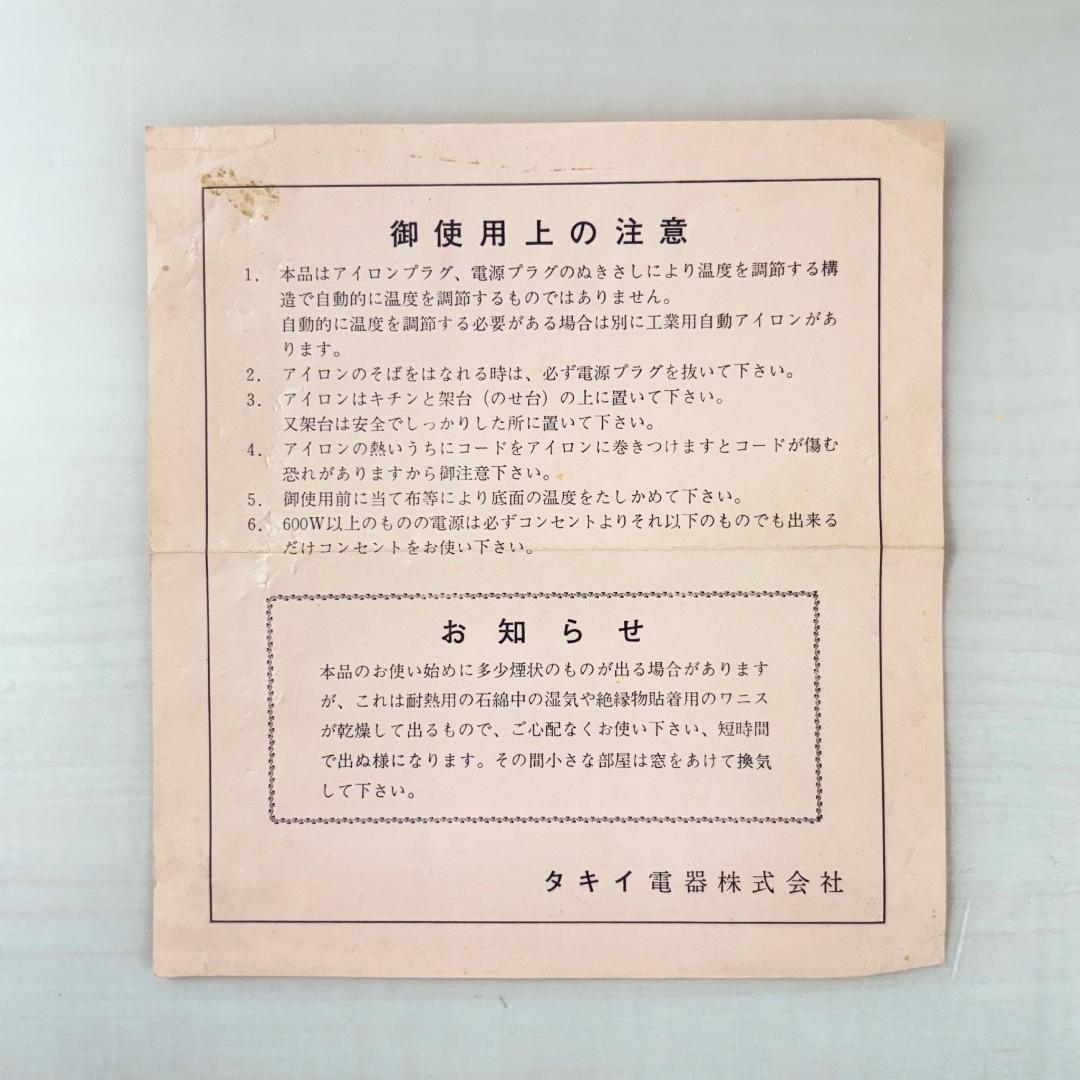 御使用上の注意
1. 本品はアイロンプラグ、電源プラグのぬきさしにより温度を調節する構
造で自動的に温度を調節するものではありません。
自動的に温度を調節する必要がある場合は別に工業用自動アイロンがあ
ります。
2. アイロンのそばをはなれる時は、必ず電源プラグを抜いて下さい。
3. アイロンはキチンと架台（のせ台）の上に置いて下さい。
又架台は安全でしっかりした所に置いて下さい。
4. アイロンの熱いうちにコードをアイロンに巻きつけますとコードが傷む
恐れがありますから御注意下さい。
5. 御使用前に当て布等により底面の温度をたしかめて下さい。
6. 600W以上のものの電源は必ずコンセントよりそれ以下のものでも出来る
だけコンセントをお使い下さい。
お知らせ
本品のお使い始めに多少煙状のものが出る場合があります
が、これは耐熱用の石綿中の湿気や絶縁物貼着用のワニス
が乾燥して出るもので、ご心配なくお使い下さい、短時間
で出ぬ様になります。その間小さな部屋は窓をあけて換気
して下さい。
タキイ電器株式会社